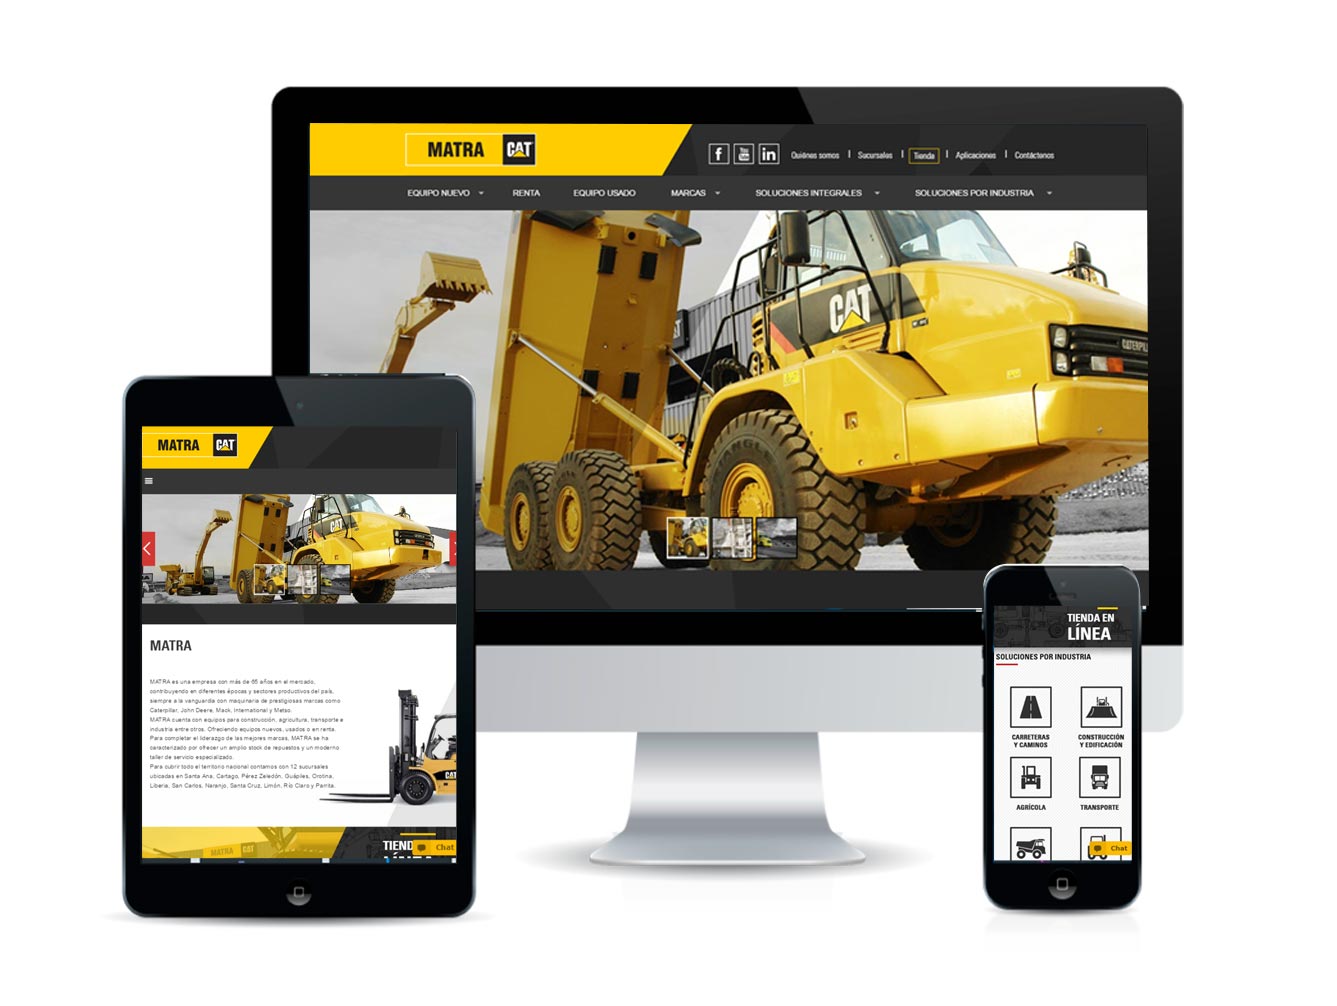 MATRA CAT
f You Tube in Quiénes somos | Sucursales | Tienda | Aplicaciones | Contáctenos
EQUIPO NUEVO RENTA EQUIPO USADO MARCAS SOLUCIONES INTEGRALES SOLUCIONES POR INDUSTRIA
CAT
MATRA CAT
CAT
MATRA
MATRA es una empresa con más de 65 años en el mercado,
contribuyendo en diferentes épocas y sectores productivos del país,
siempre a la vanguardia con maquinaria de prestigiosas marcas como
Caterpillar, John Deere, Mack, International y Metso.
MATRA cuenta con equipos para construcción, agricultura, transporte e
industria entre otros. Ofreciendo equipos nuevos, usados o en renta.
Para completar el liderazgo de las mejores marcas, MATRA se ha
caracterizado por ofrecer un amplio stock de repuestos y un moderno
taller de servicio especializado.
Para cubrir todo el territorio nacional contamos con 12 sucursales
ubicadas en Santa Ana, Cartago, Pérez Zeledón, Guápiles, Orotina,
Liberia, San Carlos, Naranjo, Santa Cruz, Limón, Río Claro y Parrita.
MATRA CAT
Chat
TIENDA EN
LÍNEA
SOLUCIONES POR INDUSTRIA
CARRETERAS
Y CAMINOS
CONSTRUCCIÓN
Y EDIFICACIÓN
AGRÍCOLA
TRANSPORTE
Chat